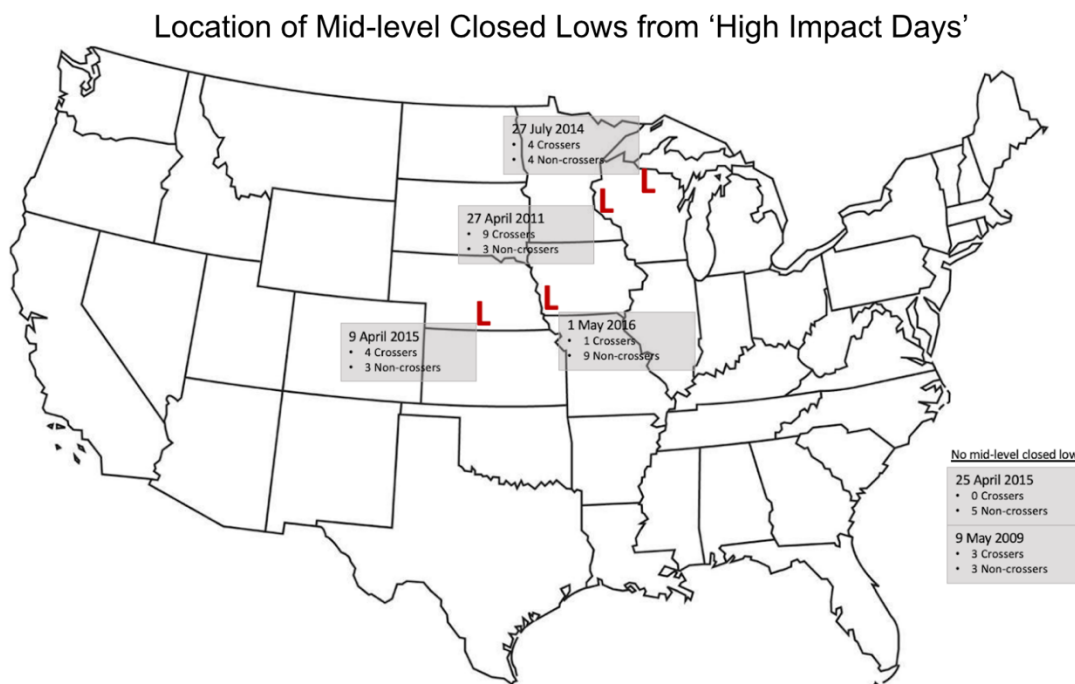 Location of Mid-level Closed Lows from ‘High Impact Days’
27 July 2014
• 4 Crossers
• 4 Non-crossers
L
L
27 April 2011
• 9 Crossers
• 3 Non-crossers
L
L
1 May 2016
• 1 Crossers
• 9 Non-crossers
9 April 2015
• 4 Crossers
• 3 Non-crossers
No mid-level closed low
25 April 2015
• 0 Crossers
• 5 Non-crossers
9 May 2009
• 3 Crossers
• 3 Non-crossers